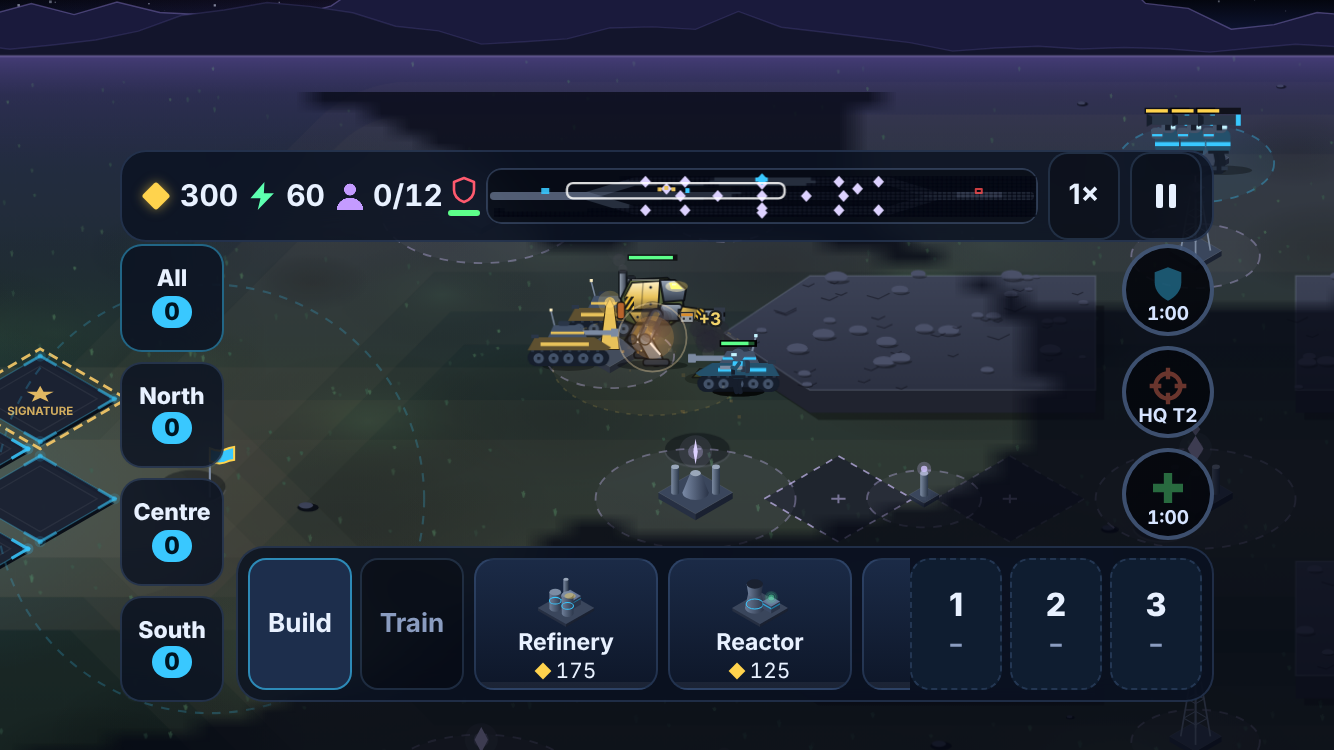 300 60 0/12 1×
All
0
+3
1:00
North
0
SIGNATURE
HQ T2
Centre
0
1:00
South
0
Build
Train
Refinery
175
Reactor
125
1
–
2
–
3
–